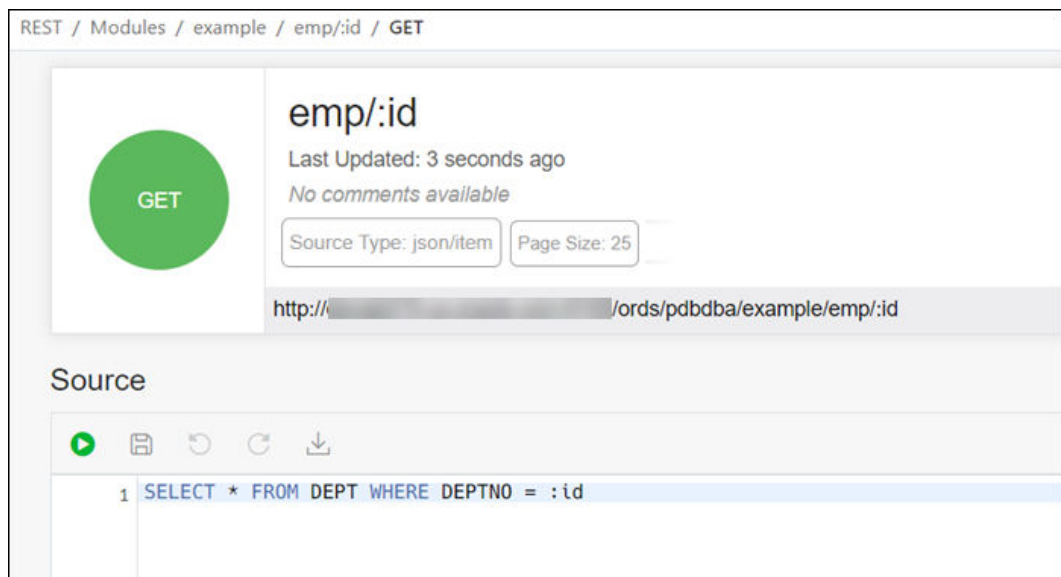 REST / Modules / example / emp/:id / GET
emp/:id
GET
Last Updated: 3 seconds ago
No comments available
Source Type: json/item
Page Size: 25
http:// /ords/pdbdba/example/emp/:id
Source
1 SELECT * FROM DEPT WHERE DEPTNO = :id